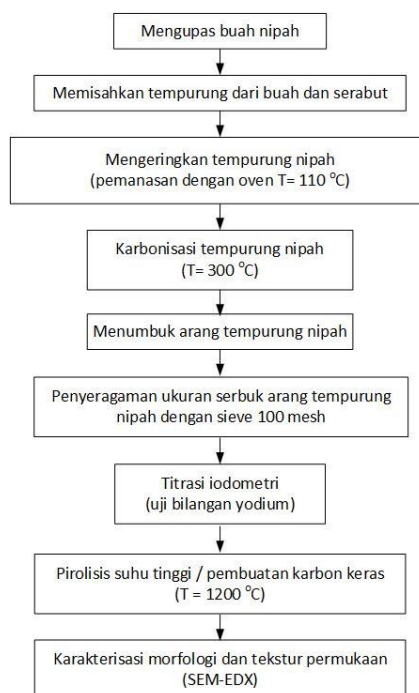 Mengupas buah nipah
Memisahkan tempurung dari buah dan serabut
Mengeringkan tempurung nipah
(pemanasan dengan oven T= 110 °C)
Karbonisasi tempurung nipah
(T= 300 °C)
Menumbuk arang tempurung nipah
Penyeragaman ukuran serbuk arang tempurung
nipah dengan sieve 100 mesh
Titrasi iodometri
(uji bilangan yodium)
Pirolisis suhu tinggi / pembuatan karbon keras
(T = 1200 °C)
Karakterisasi morfologi dan tekstur permukaan
(SEM-EDX)